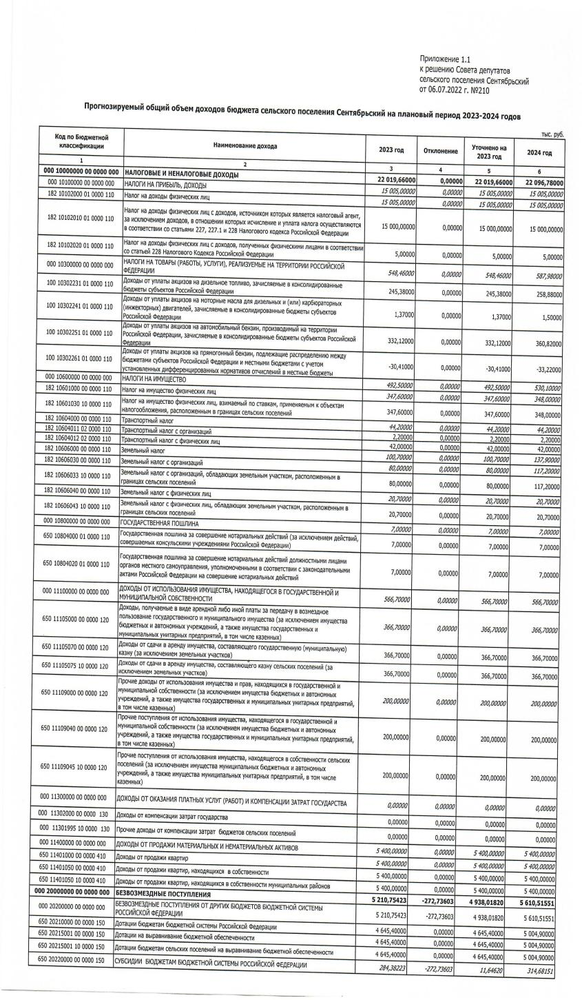 Приложение 1.1
к решению Совета депутатов
сельского поселения Сентябрьский
от 06.07.2022 г. №210
Прогнозируемый общий объем доходов бюджета сельского поселения Сентябрьский на плановый период 2023-2024 годов
тыс. руб.
Код по Бюджетной классификации Наименование дохода 2023 год Отклонение Уточнено на 2023 год 2024 год
1 2 3 4 5 6
000 10000000 00 0000 000 НАЛОГОВЫЕ И НЕНАЛОГОВЫЕ ДОХОДЫ 22 019,66000 0,00000 22 019,66000 22 096,78000
000 10100000 00 0000 000 НАЛОГИ НА ПРИБЫЛЬ, ДОХОДЫ 15 005,00000 0,00000 15 005,00000 15 005,00000
182 10102000 01 0000 110 Налог на доходы физических лиц 15 005,00000 0,00000 15 005,00000 15 005,00000
Налог на доходы физических лиц с доходов, источником которых является налоговый агент,
182 10102010 01 0000 110 за исключением доходов, в отношении которых исчисление и уплата налога осуществляются 15 000,00000 0,00000 15 000,00000 15 000,00000
в соответствии со статьями 227, 227.1 и 228 Налогового кодекса Российской Федерации
182 10102020 01 0000 110 Налог на доходы физических лиц с доходов, полученных физическими лицами в соответствии
со статьей 228 Налогового Кодекса Российской Федерации 5,00000 0,00000 5,00000 5,00000
000 10300000 00 0000 000 НАЛОГИ НА ТОВАРЫ (РАБОТЫ, УСЛУГИ), РЕАЛИЗУЕМЫЕ НА ТЕРРИТОРИИ РОССИЙСКОЙ
ФЕДЕРАЦИИ 548,46000 0,00000 548,46000 587,98000
100 10302231 01 0000 110 Доходы от уплаты акцизов на дизельное топливо, зачисляемые в консолидированные
бюджеты субъектов Российской Федерации 245,38000 0,00000 245,38000 258,88000
100 10302241 01 0000 110 Доходы от уплаты акцизов на моторные масла для дизельных и (или) карбюраторных
(инжекторных) двигателей, зачисляемые в консолидированные бюджеты субъектов
Российской Федерации 1,37000 0,00000 1,37000 1,50000
100 10302251 01 0000 110 Доходы от уплаты акцизов на автомобильный бензин, производимый на территории
Российской Федерации, зачисляемые в консолидированные бюджеты субъектов Российской
Федерации 332,12000 0,00000 332,12000 360,82000
100 10302261 01 0000 110 Доходы от уплаты акцизов на прямогонный бензин, подлежащие распределению между
бюджетами субъектов Российской Федерации и местными бюджетами с учетом
установленных дифференцированных нормативов отчислений в местные бюджеты -30,41000 0,00000 -30,41000 -33,22000
000 10600000 00 0000 000 НАЛОГИ НА ИМУЩЕСТВО 492,50000 0,00000 492,50000 530,10000
182 10601000 00 0000 110 Налог на имущество физических лиц 347,60000 0,00000 347,60000 348,00000
182 10601030 10 0000 110 Налог на имущество физических лиц, взимаемый по ставкам, применяемым к объектам
налогообложения, расположенным в границах сельских поселений 347,60000 0,00000 347,60000 348,00000
182 10604000 00 0000 110 Транспортный налог 44,20000 0,00000 44,20000 44,20000
182 10604011 02 0000 110 Транспортный налог с организаций 2,20000 0,00000 2,20000 2,20000
182 10604012 02 0000 110 Транспортный налог с физических лиц 42,00000 0,00000 42,00000 42,00000
182 10606000 00 0000 110 Земельный налог 100,70000 0,00000 100,70000 137,90000
182 10606030 00 0000 110 Земельный налог с организаций 80,00000 0,00000 80,00000 117,20000
182 10606033 10 0000 110 Земельный налог с организаций, обладающих земельным участком, расположенным в
границах сельских поселений 80,00000 0,00000 80,00000 117,20000
182 10606040 00 0000 110 Земельный налог с физических лиц 20,70000 0,00000 20,70000 20,70000
182 10606043 10 0000 110 Земельный налог с физических лиц, обладающих земельным участком, расположенным в
границах сельских поселений 20,70000 0,00000 20,70000 20,70000
000 10800000 00 0000 000 ГОСУДАРСТВЕННАЯ ПОШЛИНА 7,00000 0,00000 7,00000 7,00000
650 10804000 01 0000 110 Государственная пошлина за совершение нотариальных действий (за исключением действий,
совершаемых консульскими учреждениями Российской Федерации) 7,00000 0,00000 7,00000 7,00000
650 10804020 01 0000 110 Государственная пошлина за совершение нотариальных действий должностными лицами
органов местного самоуправления, уполномоченными в соответствии с законодательными
актами Российской Федерации на совершение нотариальных действий 7,00000 0,00000 7,00000 7,00000
000 11100000 00 0000 000 ДОХОДЫ ОТ ИСПОЛЬЗОВАНИЯ ИМУЩЕСТВА, НАХОДЯЩЕГОСЯ В ГОСУДАРСТВЕННОЙ И
МУНИЦИПАЛЬНОЙ СОБСТВЕННОСТИ 566,70000 0,00000 566,70000 566,70000
Доходы, получаемые в виде арендной либо иной платы за передачу в возмездное
650 11105000 00 0000 120 пользование государственного и муниципального имущества (за исключением имущества
бюджетных и автономных учреждений, а также имущества государственных и 366,70000 0,00000 366,70000 366,70000
муниципальных унитарных предприятий, в том числе казенных)
650 11105070 00 0000 120 Доходы от сдачи в аренду имущества, составляющего государственную (муниципальную)
казну (за исключением земельных участков) 366,70000 0,00000 366,70000 366,70000
650 11105075 10 0000 120 Доходы от сдачи в аренду имущества, составляющего казну сельских поселений (за
исключением земельных участков) 366,70000 0,00000 366,70000 366,70000
Прочие доходы от использования имущества и прав, находящихся в государственной и
650 11109000 00 0000 120 муниципальной собственности (за исключением имущества бюджетных и автономных
учреждений, а также имущества государственных и муниципальных унитарных предприятий, 200,00000 0,00000 200,00000 200,00000
в том числе казенных)
Прочие поступления от использования имущества, находящегося в государственной и
650 11109040 00 0000 120 муниципальной собственности (за исключением имущества бюджетных и автономных
учреждений, а также имущества государственных и муниципальных унитарных предприятий, 200,00000 0,00000 200,00000 200,00000
в том числе казенных)
Прочие поступления от использования имущества, находящегося в собственности сельских
650 11109045 10 0000 120 поселений (за исключением имущества муниципальных бюджетных и автономных
учреждений, а также имущества муниципальных унитарных предприятий, в том числе 200,00000 0,00000 200,00000 200,00000
казенных)
000 11300000 00 0000 000 ДОХОДЫ ОТ ОКАЗАНИЯ ПЛАТНЫХ УСЛУГ (РАБОТ) И КОМПЕНСАЦИИ ЗАТРАТ ГОСУДАРСТВА 0,00000 0,00000 0,00000 0,00000
000 11302000 00 0000 130 Доходы от компенсации затрат государства 0,00000 0,00000 0,00000 0,00000
000 11301995 10 0000 130 Прочие доходы от компенсации затрат бюджетов сельских поселений 0,00000 0,00000 0,00000 0,00000
000 11400000 00 0000 000 ДОХОДЫ ОТ ПРОДАЖИ МАТЕРИАЛЬНЫХ И НЕМАТЕРИАЛЬНЫХ АКТИВОВ 5 400,00000 0,00000 5 400,00000 5 400,00000
650 11401000 00 0000 410 Доходы от продажи квартир 5 400,00000 0,00000 5 400,00000 5 400,00000
650 11401050 00 0000 410 Доходы от продажи квартир, находящихся в собственности 5 400,00000 0,00000 5 400,00000 5 400,00000
650 11401050 10 0000 410 Доходы от продажи квартир, находящихся в собственности муниципальных районов 5 400,00000 0,00000 5 400,00000 5 400,00000
000 20000000 00 0000 000 БЕЗВОЗМЕЗДНЫЕ ПОСТУПЛЕНИЯ 5 210,75423 -272,73603 4 938,01820 5 610,51551
000 20200000 00 0000 000 БЕЗВОЗМЕЗДНЫЕ ПОСТУПЛЕНИЯ ОТ ДРУГИХ БЮДЖЕТОВ БЮДЖЕТНОЙ СИСТЕМЫ
РОССИЙСКОЙ ФЕДЕРАЦИИ 5 210,75423 -272,73603 4 938,01820 5 610,51551
650 20210000 00 0000 150 Дотации бюджетам бюджетной системы Российской Федерации 4 645,40000 0,00000 4 645,40000 5 004,90000
650 20215001 00 0000 150 Дотации на выравнивание бюджетной обеспеченности 4 645,40000 0,00000 4 645,40000 5 004,90000
650 20215001 10 0000 150 Дотации бюджетам сельских поселений на выравнивание бюджетной обеспеченности 4 645,40000 0,00000 4 645,40000 5 004,90000
650 20220000 00 0000 150 СУБСИДИИ БЮДЖЕТАМ БЮДЖЕТНОЙ СИСТЕМЫ РОССИЙСКОЙ ФЕДЕРАЦИИ 284,38223 -272,73603 11,64620 314,68151